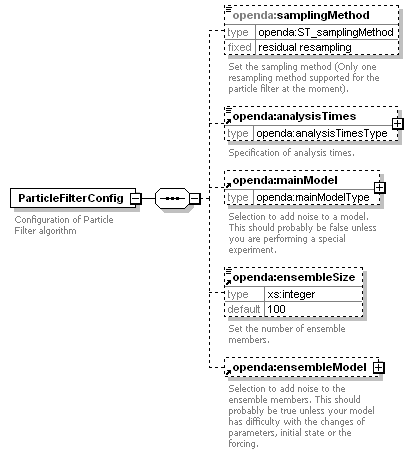 openda:samplingMethod
type openda:ST_samplingMethod
fixed residual resampling
Set the sampling method (Only one
resampling method supported for the
particle filter at the moment).
openda:analysisTimes
type openda:analysisTimesType
Specification of analysis times.
ParticleFilterConfig
Configuration of Particle
Filter algorithm
openda:mainModel
type openda:mainModelType
Selection to add noise to a model.
This should probably be false unless
you are performing a special
experiment.
openda:ensembleSize
type xs:integer
default 100
Set the number of ensemble
members.
openda:ensembleModel
Selection to add noise to the
ensemble members. This should
probably be true unless your model
has difficulty with the changes of
parameters, initial state or the
forcing.